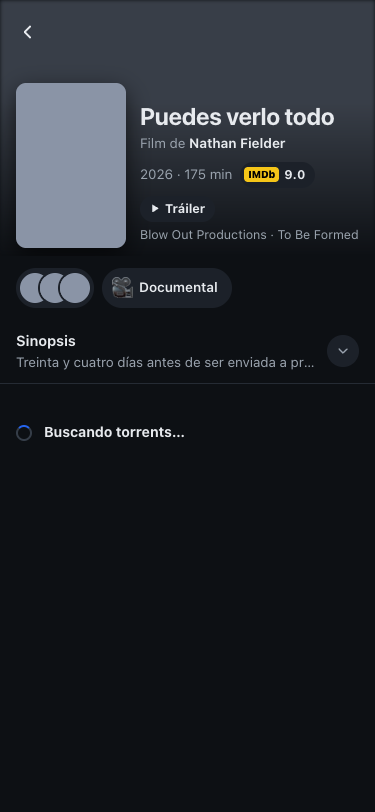 Puedes verlo todo
Film de Nathan Fielder
2026 · 175 min IMDb 9.0
Tráiler
Blow Out Productions · To Be Formed
Documental
Sinopsis
Treinta y cuatro días antes de ser enviada a pr...
Buscando torrents...